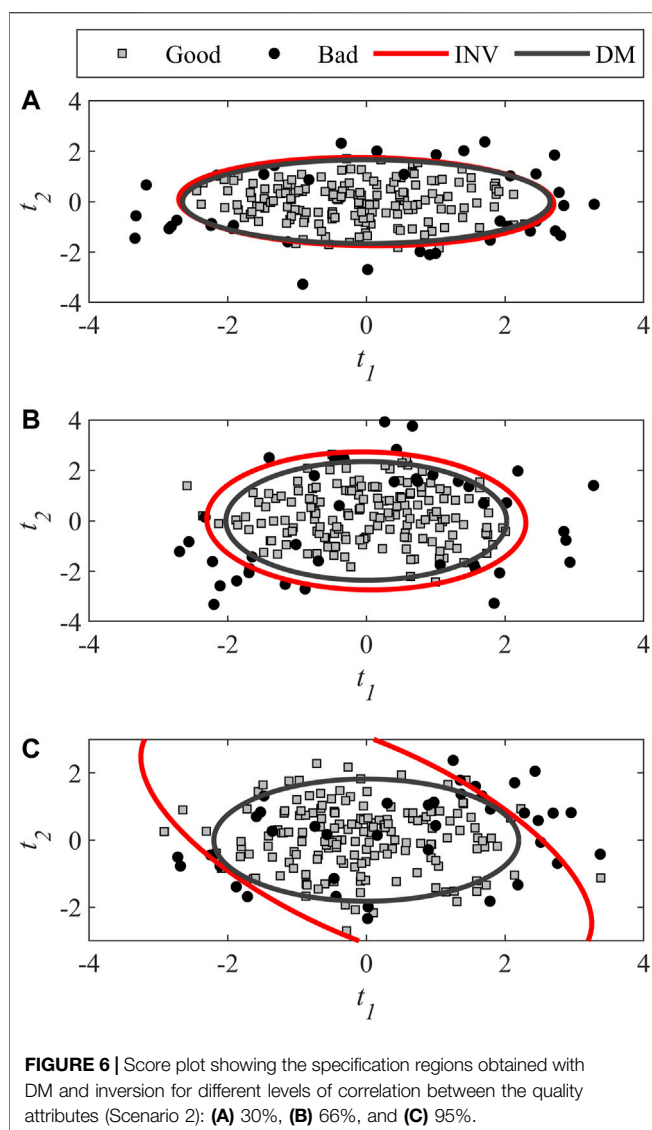 Good Bad INV DM
A
4
2
0
-2
-4
t2
-4 -2 0 2 4
t1
B
4
2
0
-2
-4
t2
-4 -2 0 2 4
t1
C
2
0
-2
t2
-4 -2 0 2 4
t1
FIGURE 6 | Score plot showing the specification regions obtained with
DM and inversion for different levels of correlation between the quality
attributes (Scenario 2): (A) 30%, (B) 66%, and (C) 95%.